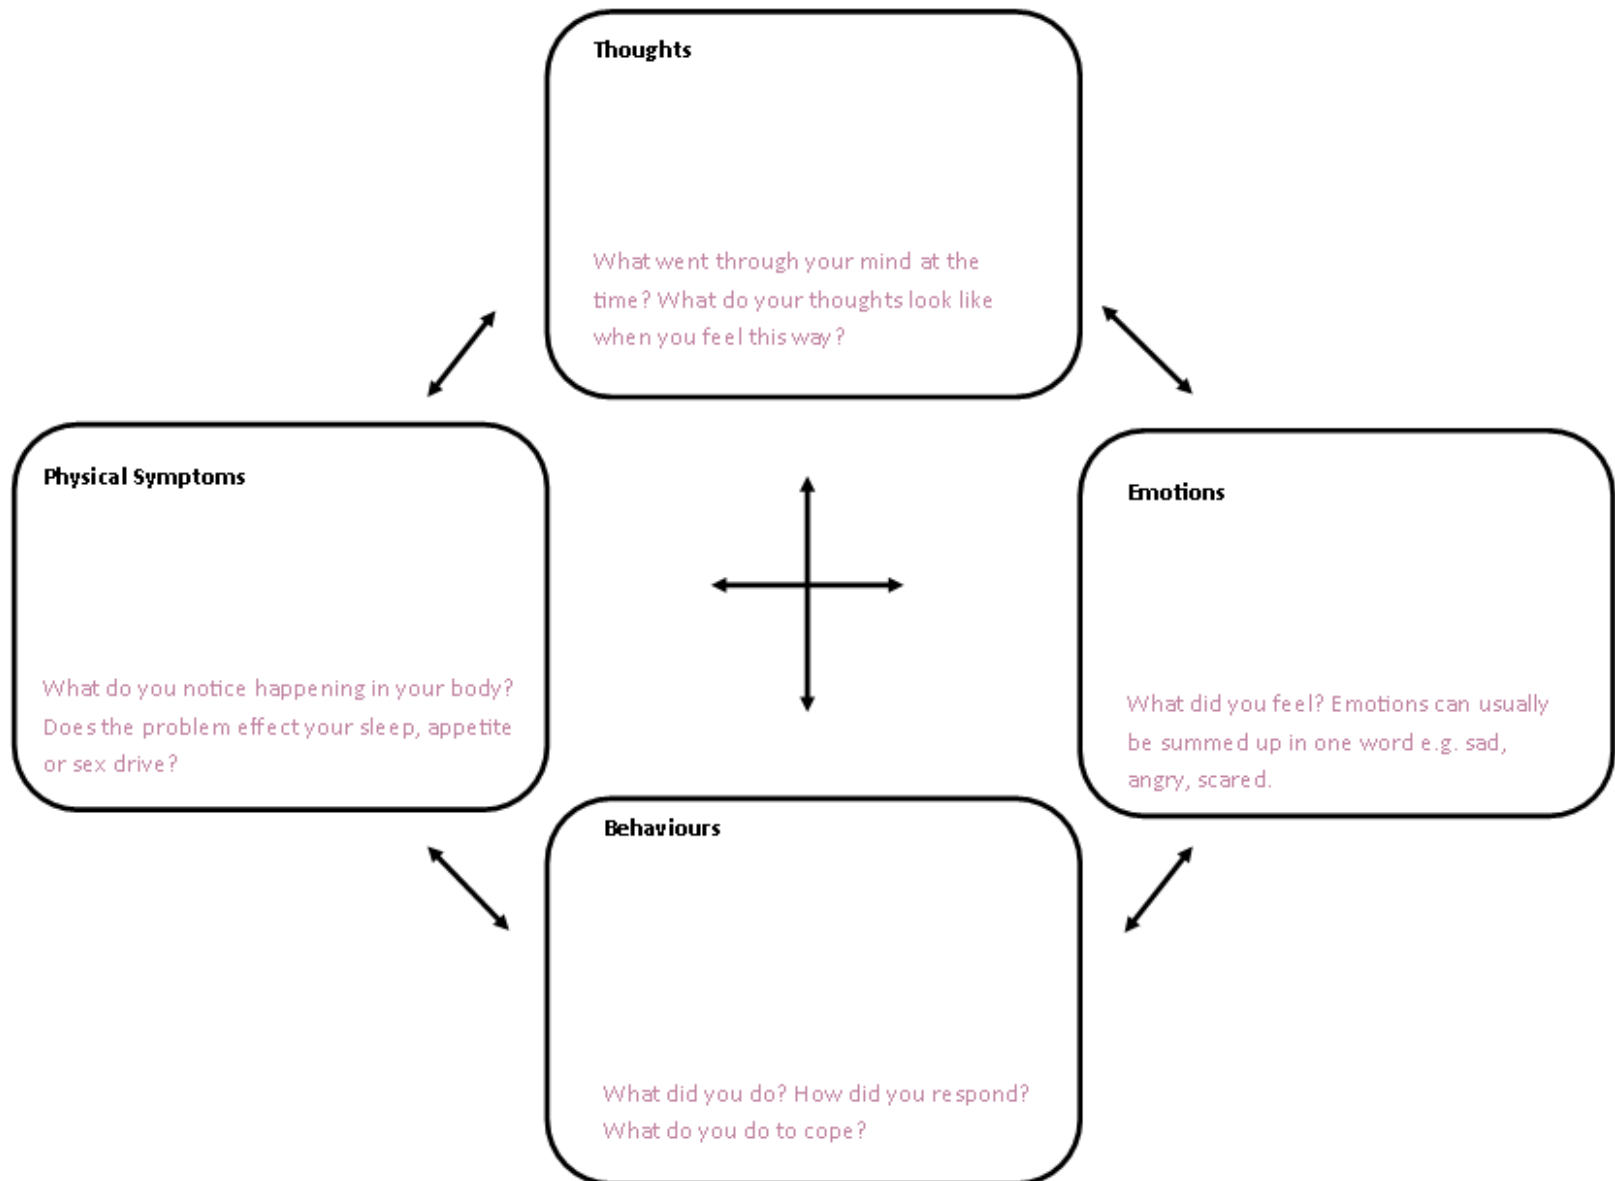 Thoughts
What went through your mind at the
time? What do your thoughts look like
when you feel this way?
Physical Symptoms
What do you notice happening in your body?
Does the problem effect your sleep, appetite
or sex drive?
Emotions
What did you feel? Emotions can usually
be summed up in one word e.g. sad,
angry, scared.
Behaviours
What did you do? How did you respond?
What do you do to cope?